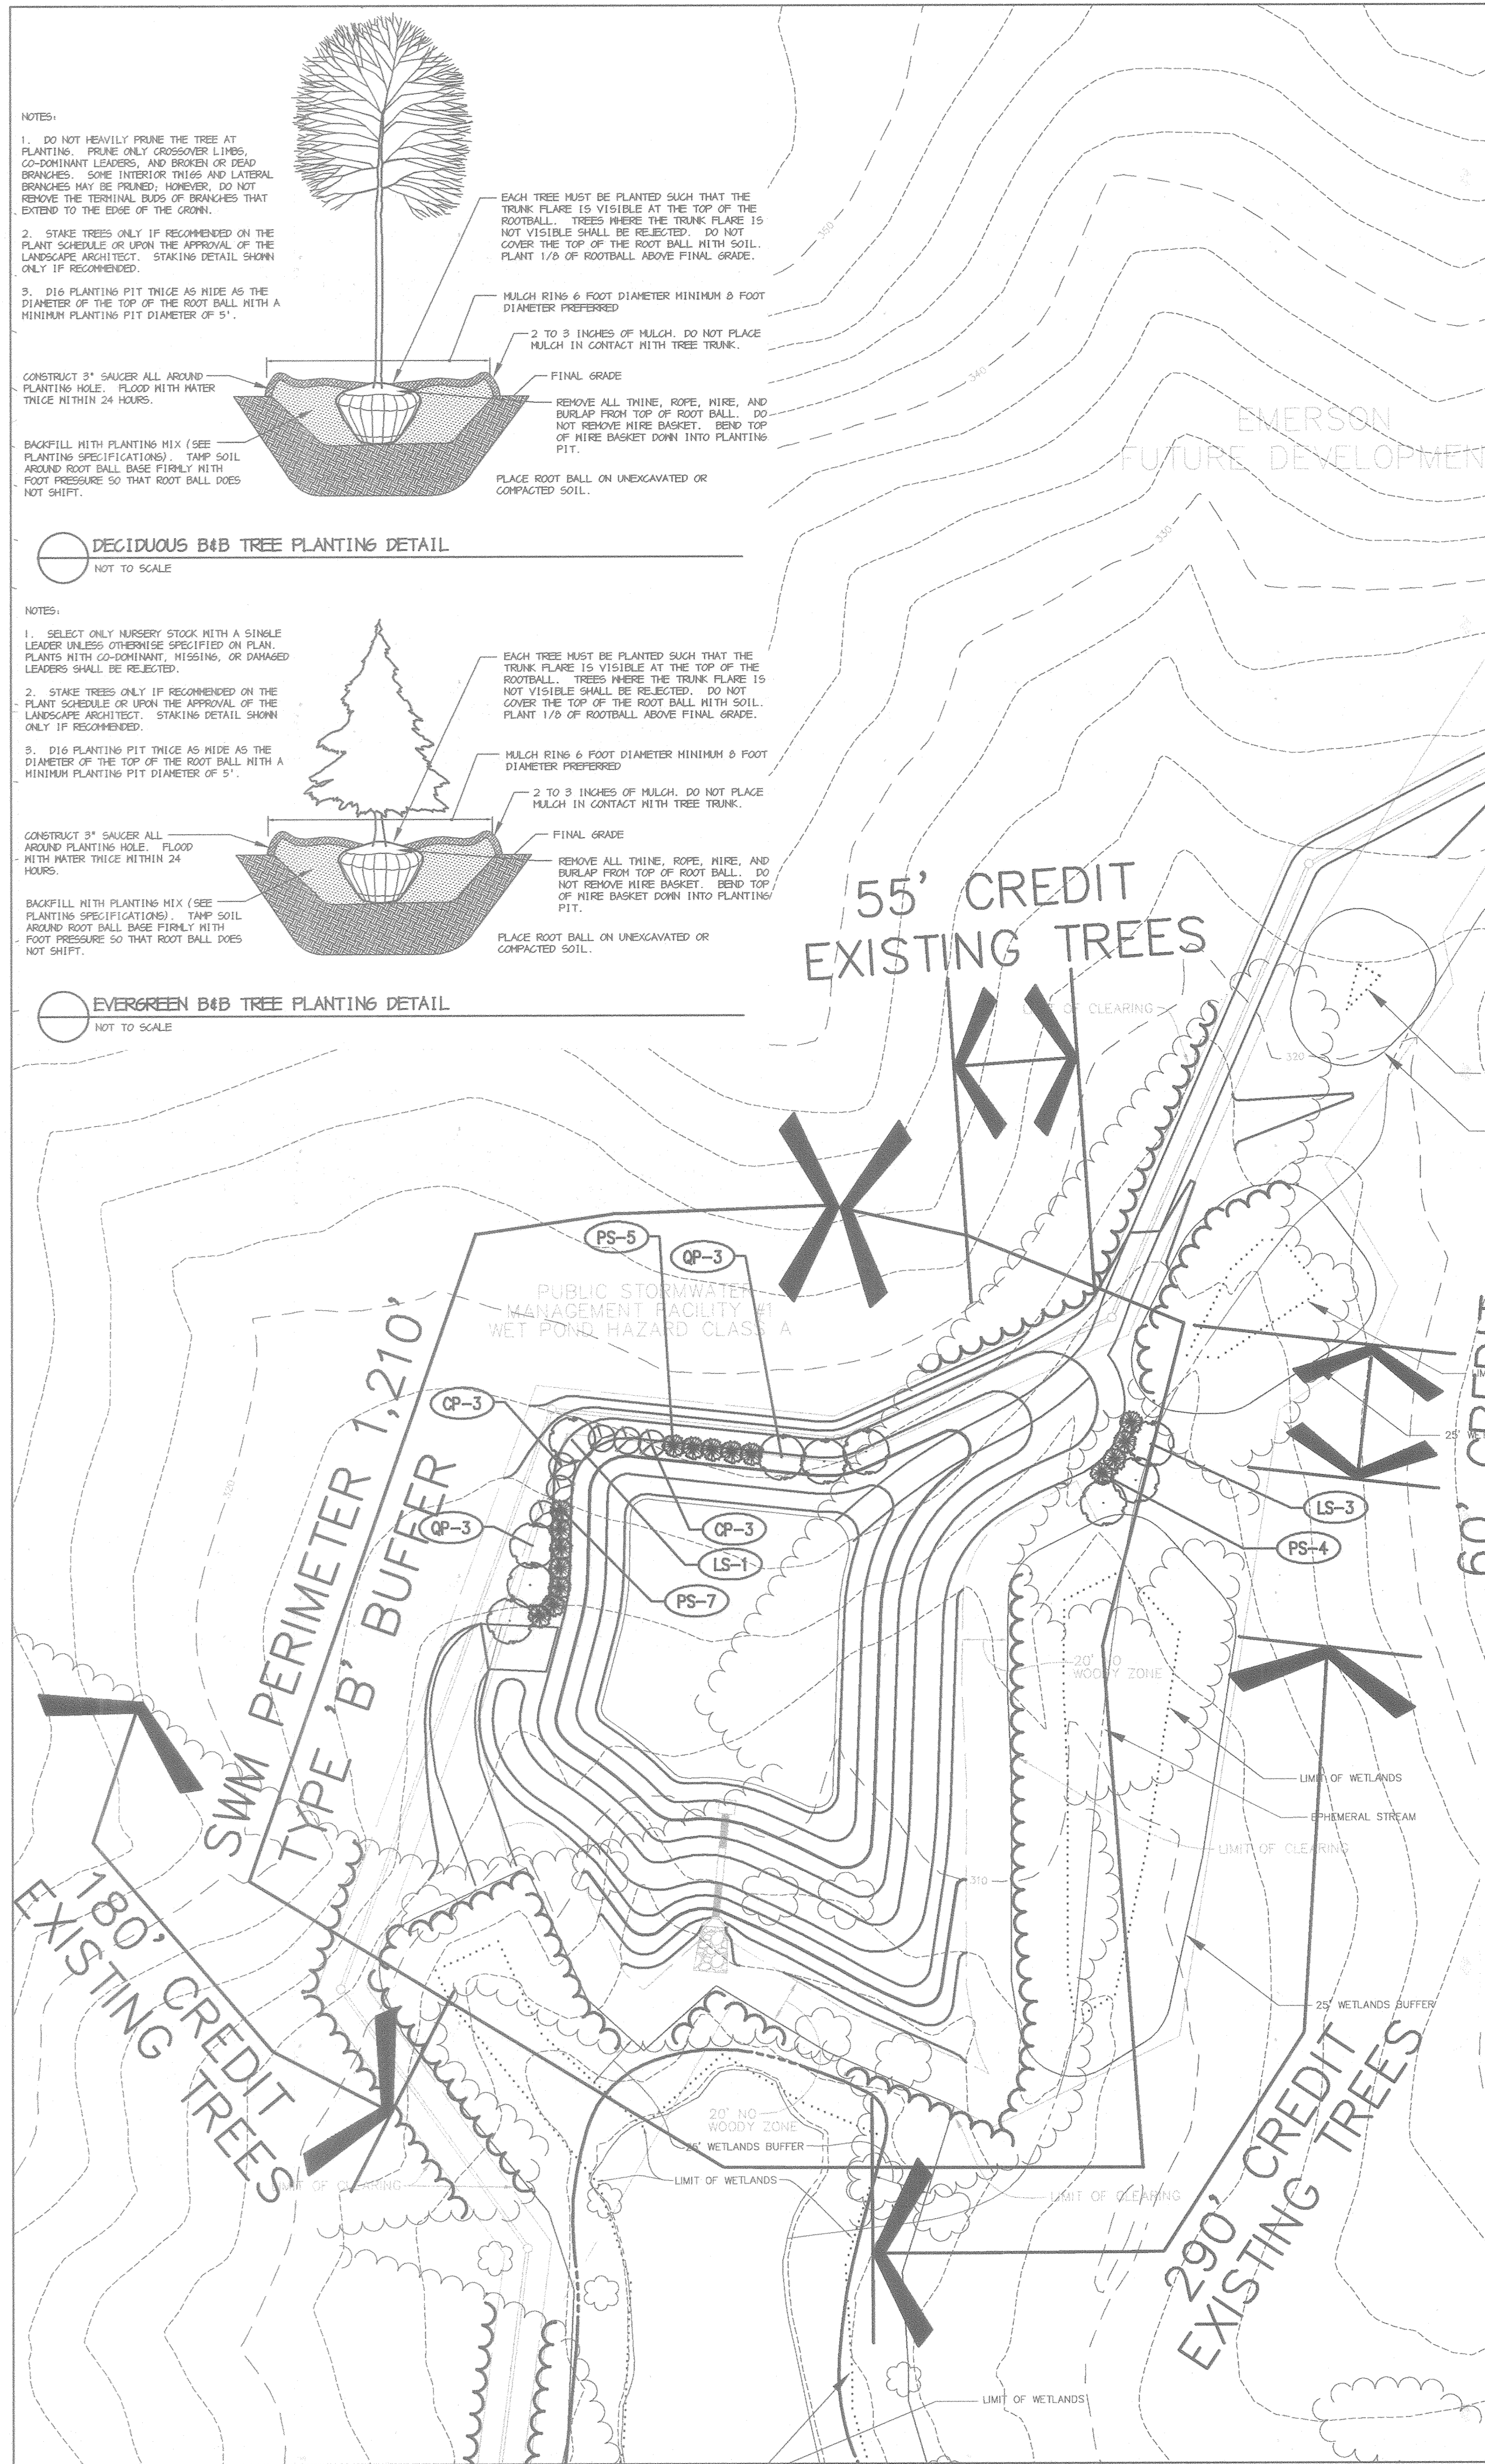 NOTES:
1. DO NOT HEAVILY PRUNE THE TREE AT
PLANTING. PRUNE ONLY CROSSOVER LIMBS,
CO-DOMINANT LEADERS, AND BROKEN OR DEAD
BRANCHES. SOME INTERIOR TWIGS AND LATERAL
BRANCHES MAY BE PRUNED; HOWEVER, DO NOT
REMOVE THE TERMINAL BUDS OF BRANCHES THAT
EXTEND TO THE EDGE OF THE CROWN.
2. STAKE TREES ONLY IF RECOMMENDED ON THE
PLANT SCHEDULE OR UPON THE APPROVAL OF THE
LANDSCAPE ARCHITECT. STAKING DETAIL SHOWN
ONLY IF RECOMMENDED.
3. DIG PLANTING PIT TWICE AS WIDE AS THE
DIAMETER OF THE TOP OF THE ROOT BALL WITH A
MINIMUM PLANTING PIT DIAMETER OF 5'.
CONSTRUCT 3" SAUCER ALL AROUND
PLANTING HOLE. FLOOD WITH WATER
TWICE WITHIN 24 HOURS.
BACKFILL WITH PLANTING MIX (SEE
PLANTING SPECIFICATIONS). TAMP SOIL
AROUND ROOT BALL BASE FIRMLY WITH
FOOT PRESSURE SO THAT ROOT BALL DOES
NOT SHIFT.
EACH TREE MUST BE PLANTED SUCH THAT THE
TRUNK FLARE IS VISIBLE AT THE TOP OF THE
ROOTBALL. TREES WHERE THE TRUNK FLARE IS
NOT VISIBLE SHALL BE REJECTED. DO NOT
COVER THE TOP OF THE ROOT BALL WITH SOIL.
PLANT 1/8 OF ROOTBALL ABOVE FINAL GRADE.
MULCH RING 6 FOOT DIAMETER MINIMUM 8 FOOT
DIAMETER PREFERRED
2 TO 3 INCHES OF MULCH. DO NOT PLACE
MULCH IN CONTACT WITH TREE TRUNK.
FINAL GRADE
REMOVE ALL TWINE, ROPE, WIRE, AND
BURLAP FROM TOP OF ROOT BALL. DO
NOT REMOVE WIRE BASKET. BEND TOP
OF WIRE BASKET DOWN INTO PLANTING
PIT.
PLACE ROOT BALL ON UNEXCAVATED OR
COMPACTED SOIL.
DECIDUOUS B&B TREE PLANTING DETAIL
NOT TO SCALE
NOTES:
1. SELECT ONLY NURSERY STOCK WITH A SINGLE
LEADER UNLESS OTHERWISE SPECIFIED ON PLAN.
PLANTS WITH CO-DOMINANT, MISSING, OR DAMAGED
LEADERS SHALL BE REJECTED.
2. STAKE TREES ONLY IF RECOMMENDED ON THE
PLANT SCHEDULE OR UPON THE APPROVAL OF THE
LANDSCAPE ARCHITECT. STAKING DETAIL SHOWN
ONLY IF RECOMMENDED.
3. DIG PLANTING PIT TWICE AS WIDE AS THE
DIAMETER OF THE TOP OF THE ROOT BALL WITH A
MINIMUM PLANTING PIT DIAMETER OF 5'.
CONSTRUCT 3" SAUCER ALL
AROUND PLANTING HOLE. FLOOD
WITH WATER TWICE WITHIN 24
HOURS.
BACKFILL WITH PLANTING MIX (SEE
PLANTING SPECIFICATIONS). TAMP SOIL
AROUND ROOT BALL BASE FIRMLY WITH
FOOT PRESSURE SO THAT ROOT BALL DOES
NOT SHIFT.
EACH TREE MUST BE PLANTED SUCH THAT THE
TRUNK FLARE IS VISIBLE AT THE TOP OF THE
ROOTBALL. TREES WHERE THE TRUNK FLARE IS
NOT VISIBLE SHALL BE REJECTED. DO NOT
COVER THE TOP OF THE ROOT BALL WITH SOIL.
PLANT 1/8 OF ROOTBALL ABOVE FINAL GRADE.
MULCH RING 6 FOOT DIAMETER MINIMUM 8 FOOT
DIAMETER PREFERRED
2 TO 3 INCHES OF MULCH. DO NOT PLACE
MULCH IN CONTACT WITH TREE TRUNK.
FINAL GRADE
REMOVE ALL TWINE, ROPE, WIRE, AND
BURLAP FROM TOP OF ROOT BALL. DO
NOT REMOVE WIRE BASKET. BEND TOP
OF WIRE BASKET DOWN INTO PLANTING
PIT.
PLACE ROOT BALL ON UNEXCAVATED OR
COMPACTED SOIL.
EVERGREEN B&B TREE PLANTING DETAIL
NOT TO SCALE
350
340
330
EMERSON
FUTURE DEVELOPMEN
55' CREDIT
EXISTING TREES
LIMIT OF CLEARING
320
PS-5
QP-3
PUBLIC STORMWATER
MANAGEMENT FACILITY #1
WET POND HAZARD CLASS A
SWM PERIMETER 1,210'
TYPE 'B' BUFFER
320
CP-3
QP-3
CP-3
LS-1
PS-7
LS-3
PS-4
60' CREDIT
25' WE
20' NO
WOODY ZONE
LIMIT OF WETLANDS
EPHEMERAL STREAM
LIMIT OF CLEARING
310
25' WETLANDS BUFFER
180' CREDIT
EXISTING TREES
20' NO
WOODY ZONE
25' WETLANDS BUFFER
LIMIT OF WETLANDS
LIMIT OF CLEARING
LIMIT OF CLEARING
290' CREDIT
EXISTING TREES
LIMIT OF WETLANDS